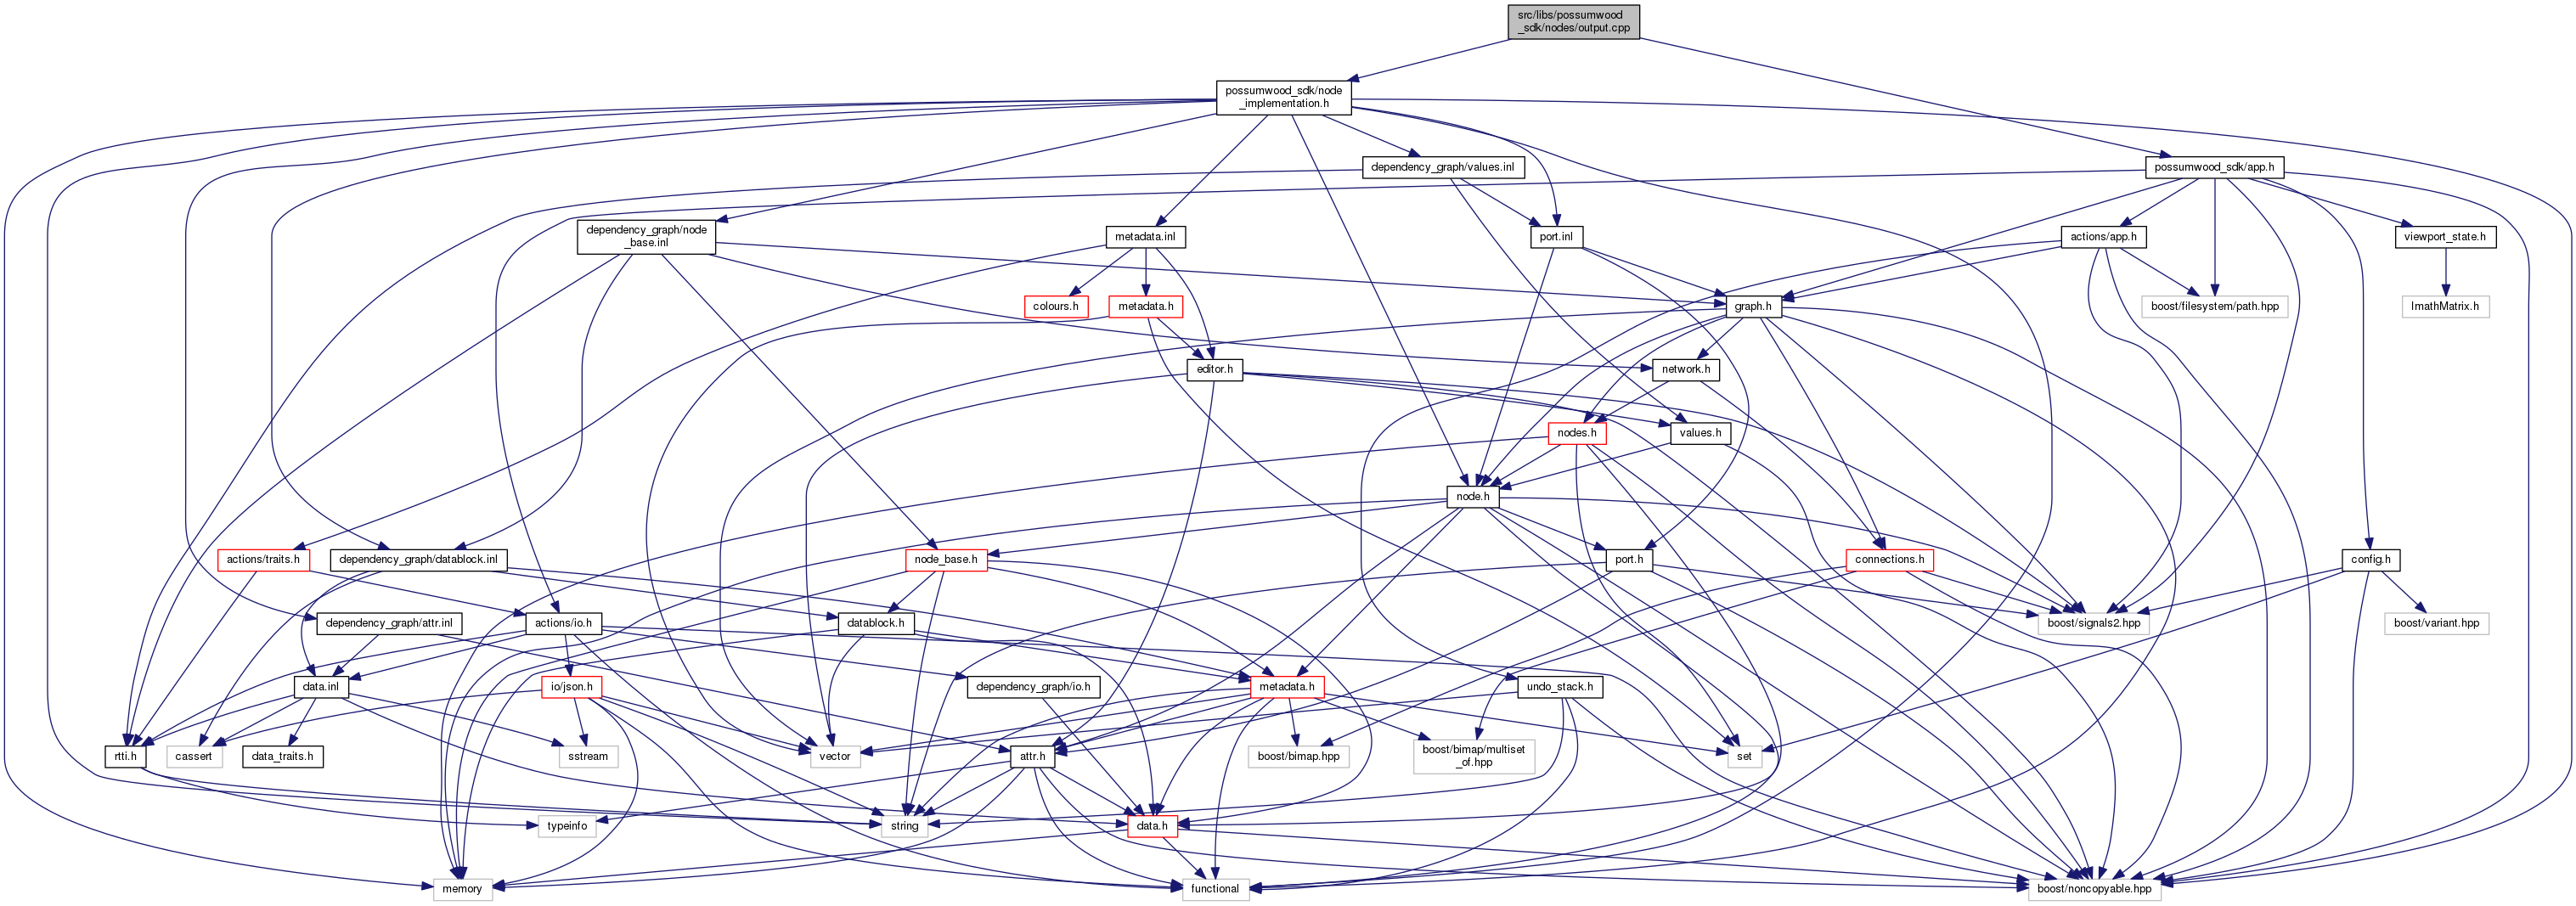 src/libs/possumwood
_sdk/nodes/output.cpp
possumwood_sdk/node
_implementation.h
dependency_graph/values.inl
possumwood_sdk/app.h
dependency_graph/node
_base.inl
metadata.inl
port.inl
actions/app.h
viewport_state.h
colours.h
metadata.h
graph.h
boost/filesystem/path.hpp
ImathMatrix.h
editor.h
network.h
nodes.h
values.h
node.h
actions/traits.h
dependency_graph/datablock.inl
node_base.h
port.h
connections.h
config.h
dependency_graph/attr.inl
actions/io.h
datablock.h
boost/signals2.hpp
boost/variant.hpp
data.inl
io/json.h
dependency_graph/io.h
metadata.h
undo_stack.h
rtti.h
cassert
data_traits.h
sstream
vector
attr.h
boost/bimap.hpp
boost/bimap/multiset
_of.hpp
set
typeinfo
string
data.h
memory
functional
boost/noncopyable.hpp